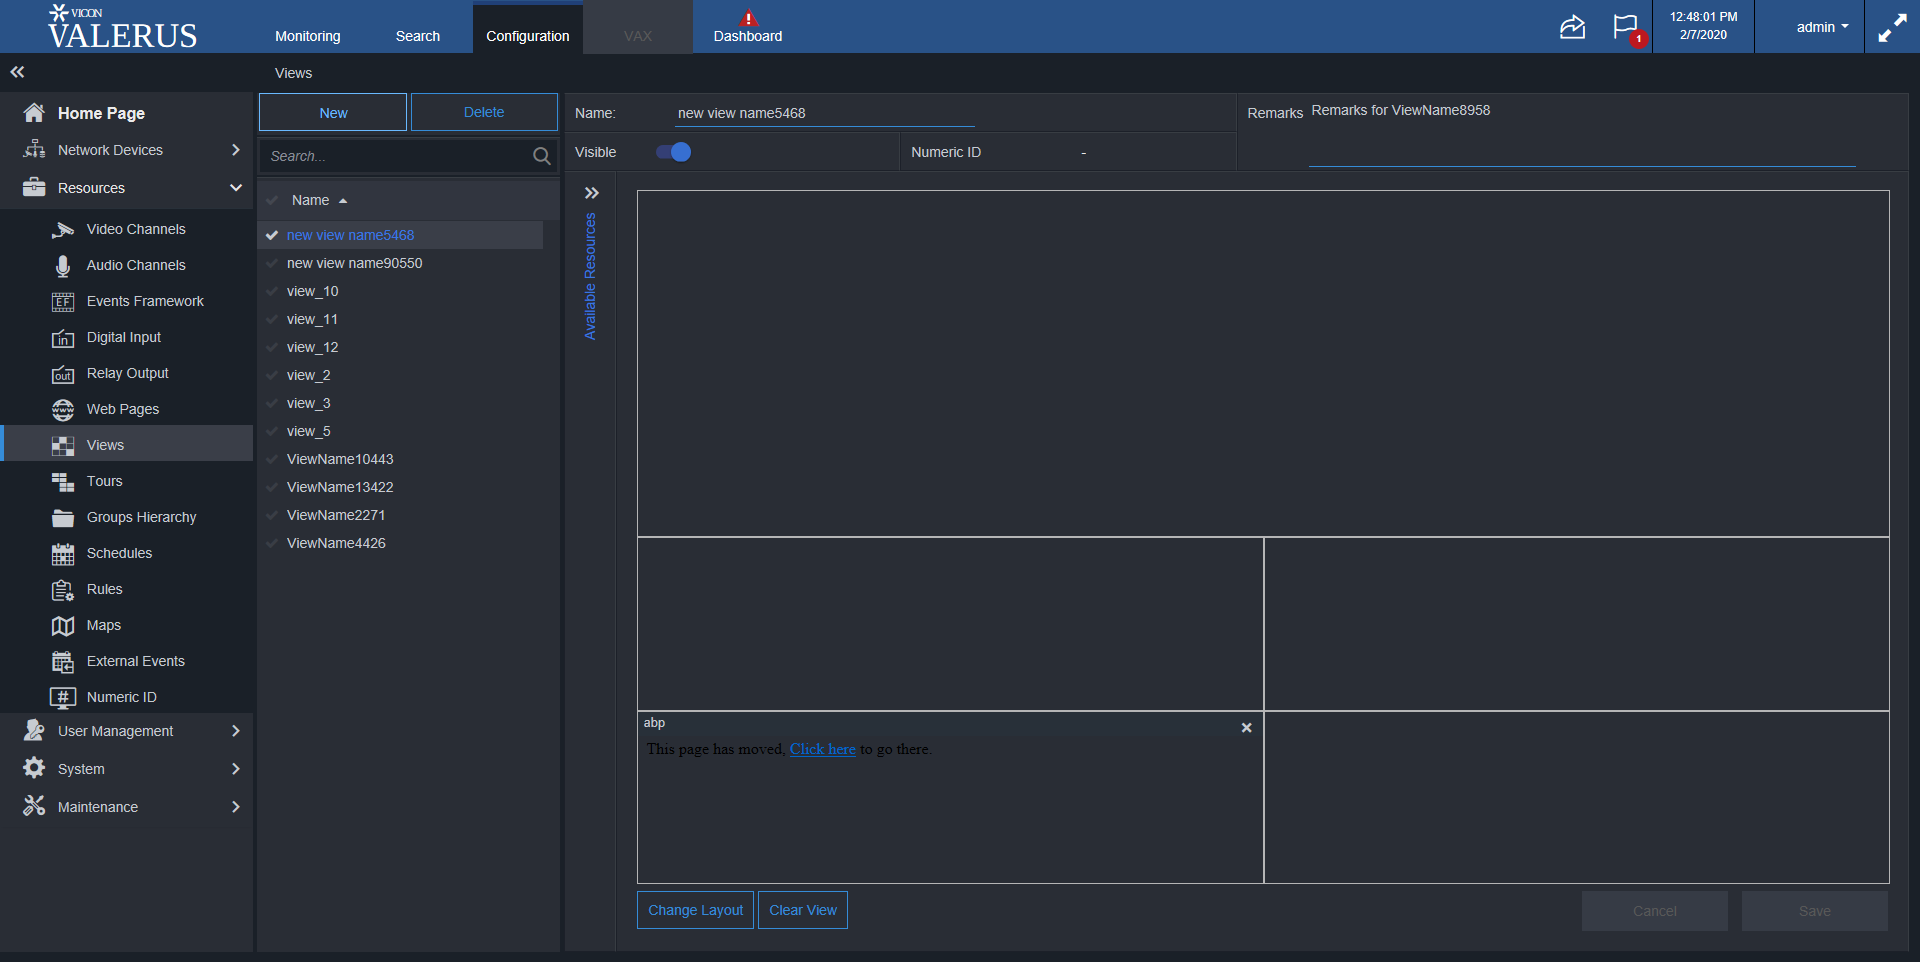 VICON
VALERUS
Monitoring
Search
Configuration
VAX
Dashboard
1
12:48:01 PM
2/7/2020
admin
Views
Home Page
Network Devices
Resources
Video Channels
Audio Channels
EF Events Framework
in Digital Input
out Relay Output
www Web Pages
Views
Tours
Groups Hierarchy
Schedules
Rules
Maps
External Events
# Numeric ID
User Management
System
Maintenance
New
Delete
Search...
Name
new view name5468
new view name90550
view_10
view_11
view_12
view_2
view_3
view_5
ViewName10443
ViewName13422
ViewName2271
ViewName4426
Name: new view name5468
Remarks Remarks for ViewName8958
Visible
Numeric ID -
Available Resources
abp
This page has moved, Click here to go there.
Change Layout
Clear View
Cancel
Save